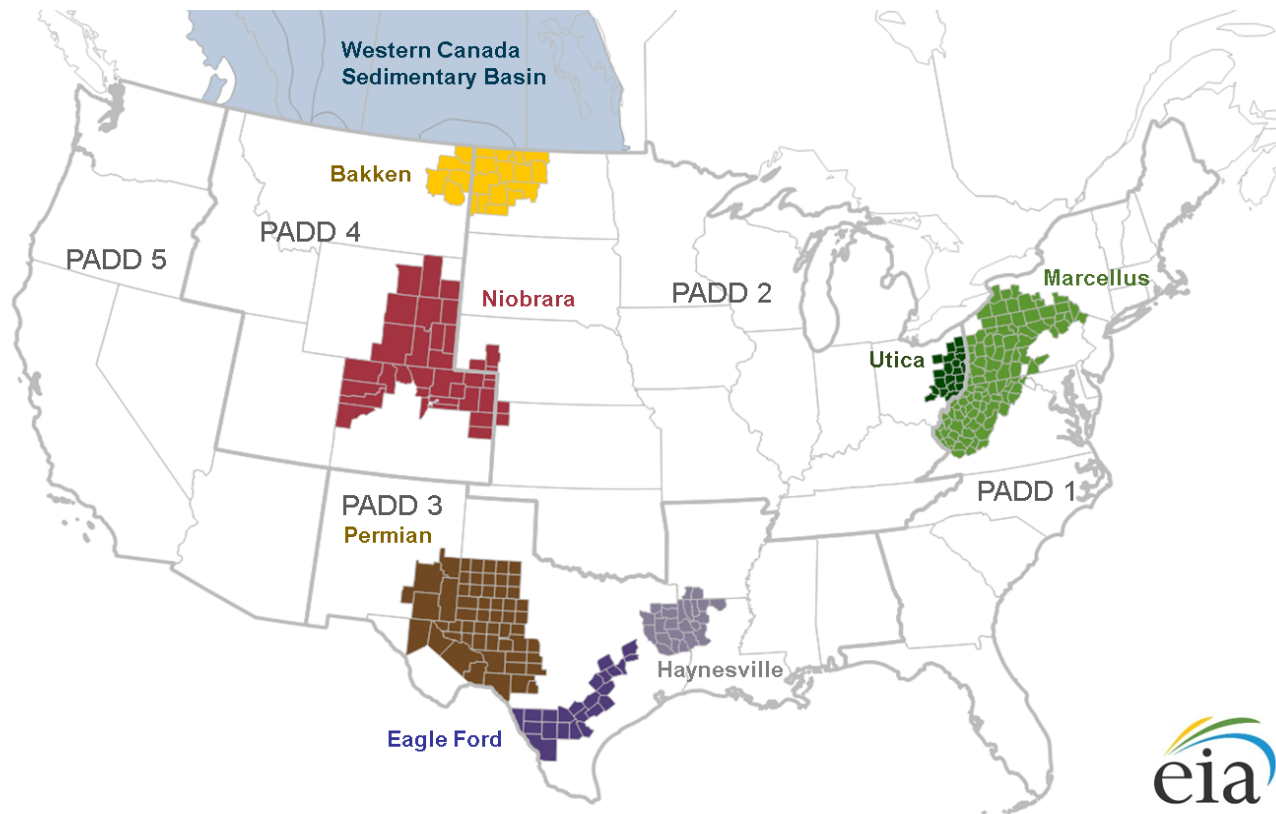 Western Canada
Sedimentary Basin
Bakken
PADD 4
PADD 5
Niobrara
PADD 2
Marcellus
Utica
PADD 1
PADD 3
Permian
Haynesville
Eagle Ford
eia